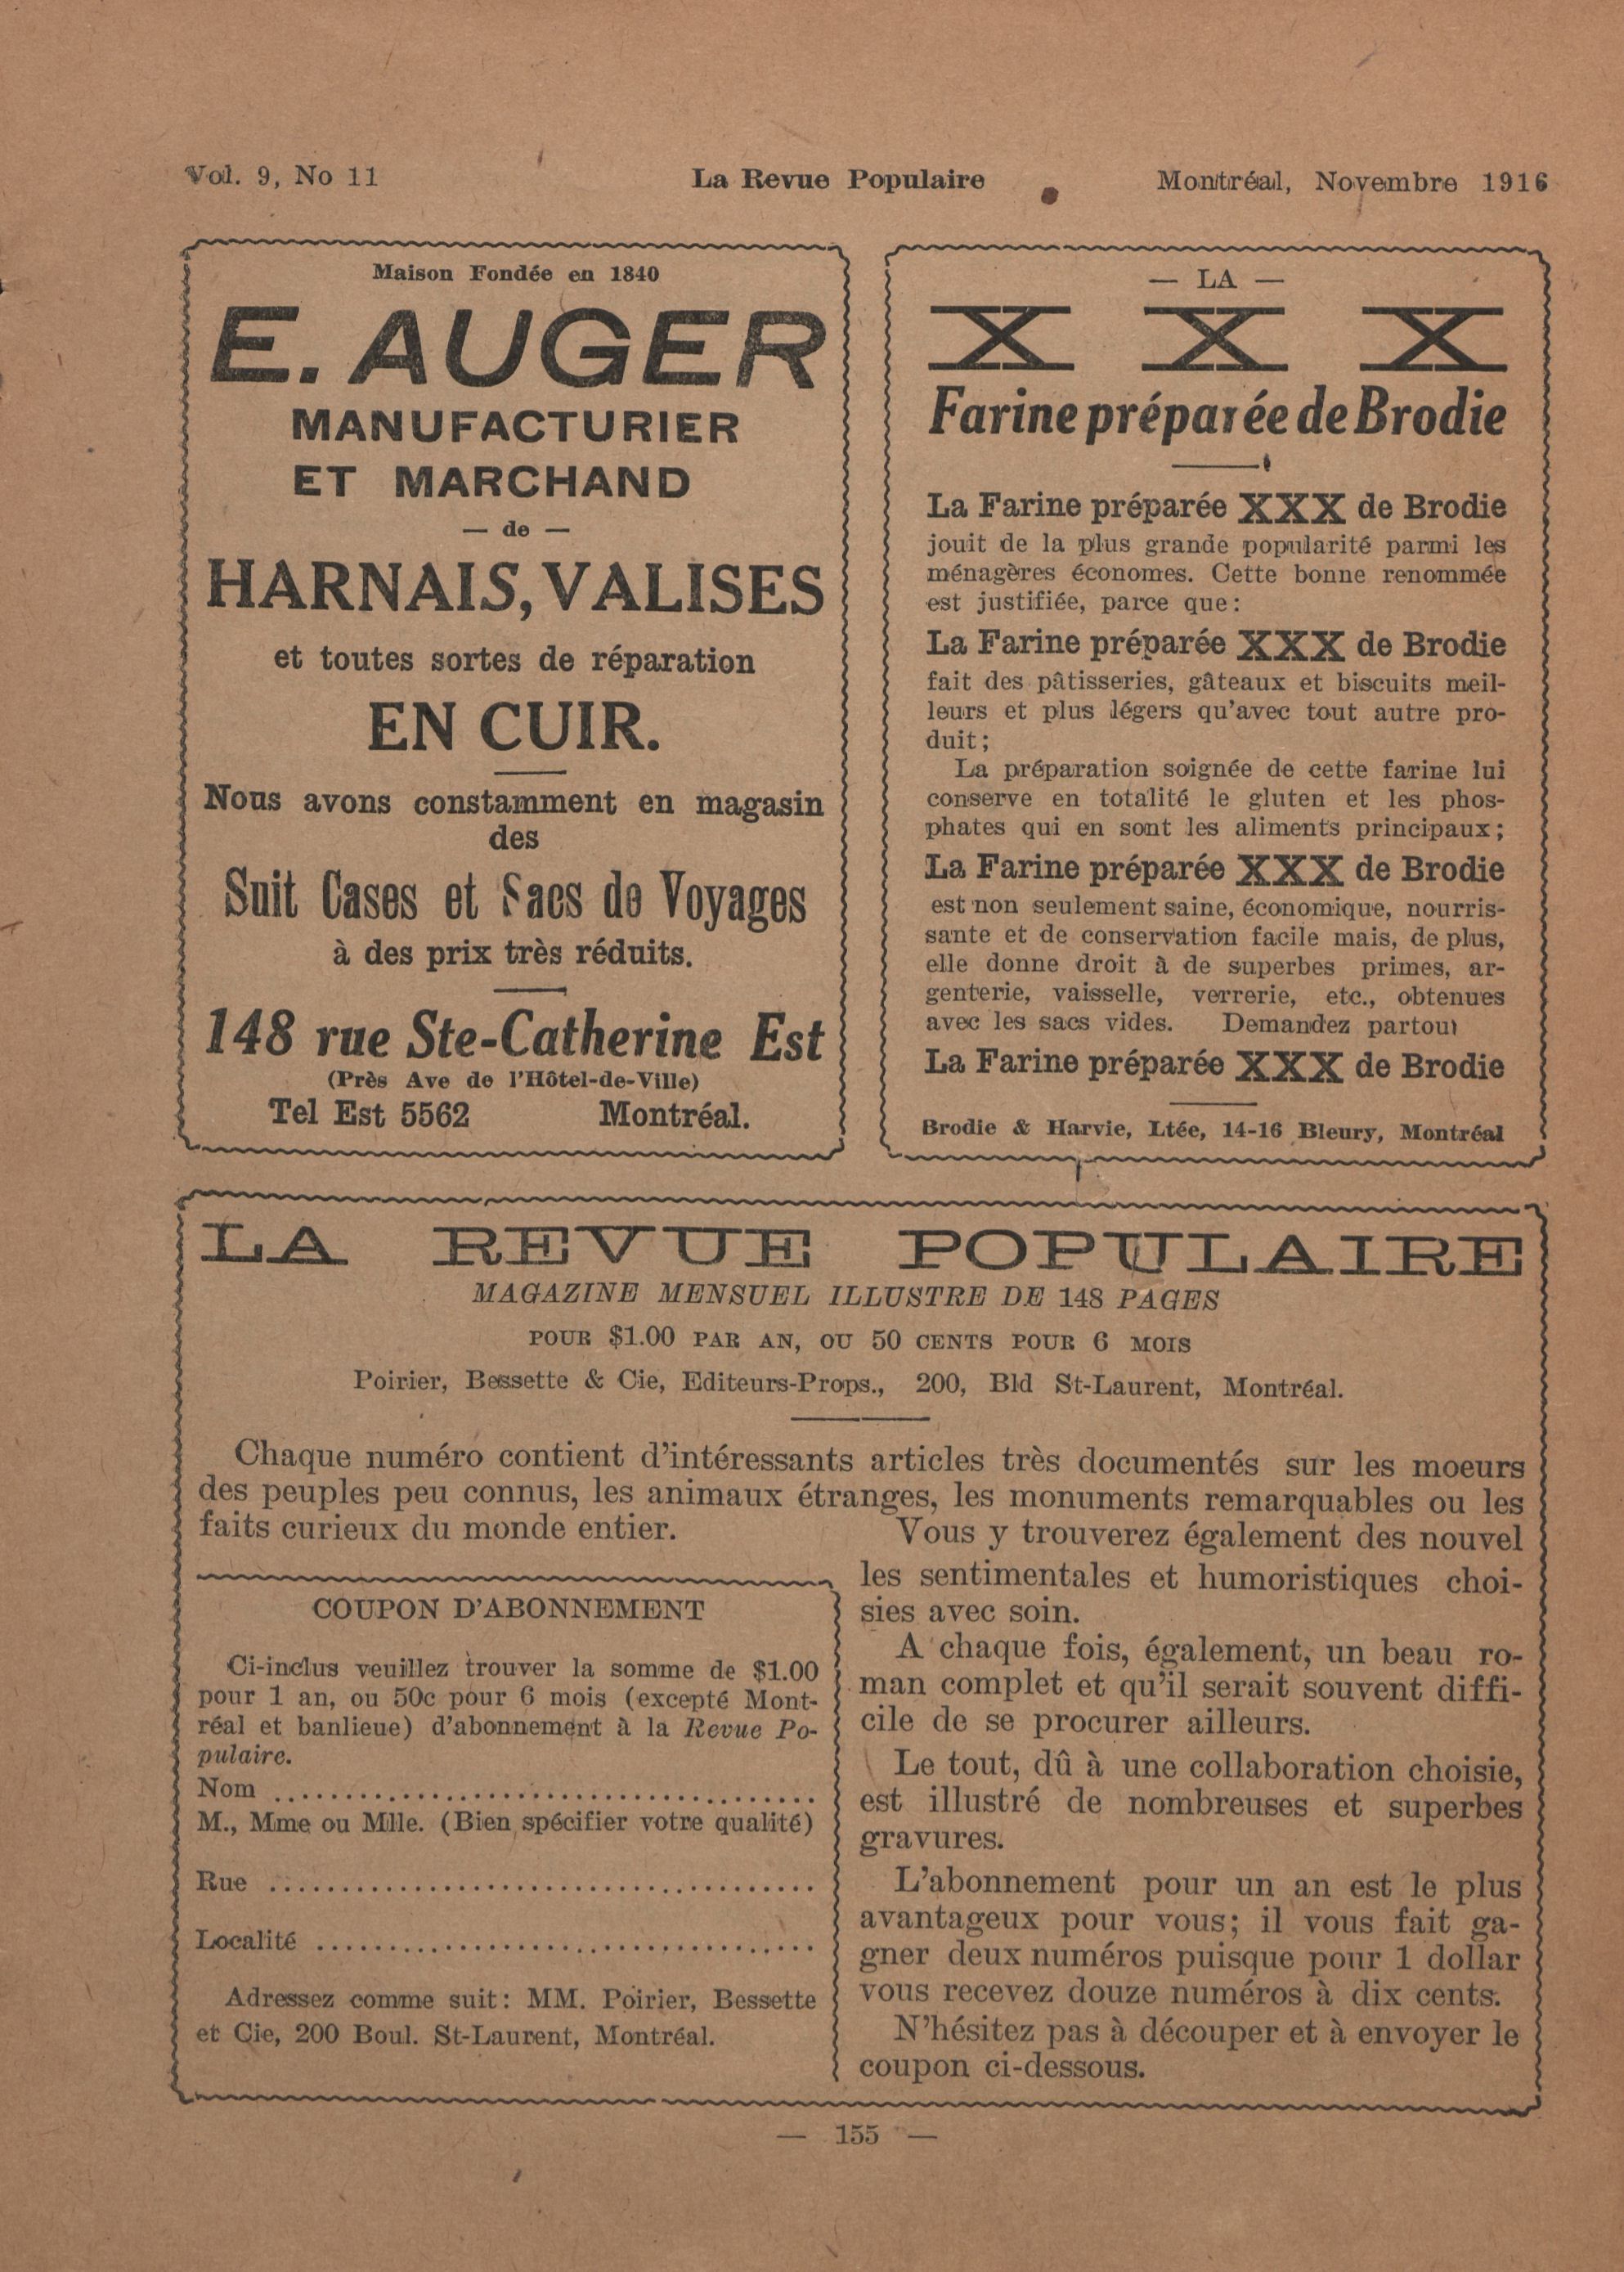 Vol. 9, No 11 La Revue Populaire Montréal, Novembre 1916
Maison Fondée en 1840
E. AUGER
MANUFACTURIER
ET MARCHAND
— de —
HARNAIS, VALISES
et toutes sortes de réparation
EN CUIR.
Nous avons constamment en magasin
des
Suit Cases et Sacs de Voyages
à des prix très réduits.
148 rue Ste-Catherine Est
(Près Ave de l'Hôtel-de-Ville)
Tel Est 5562 Montréal.
— LA —
X X X
Farine préparée de Brodie
La Farine préparée XXX de Brodie
jouit de la plus grande popularité parmi les
ménagères économes. Cette bonne renommée
est justifiée, parce que:
La Farine préparée XXX de Brodie
fait des pâtisseries, gâteaux et biscuits meil-
leurs et plus légers qu'avec tout autre pro-
duit;
La préparation soignée de cette farine lui
conserve en totalité le gluten et les phos-
phates qui en sont les aliments principaux;
La Farine préparée XXX de Brodie
est non seulement saine, économique, nourris-
sante et de conservation facile mais, de plus,
elle donne droit à de superbes primes, ar-
genterie, vaisselle, verrerie, etc., obtenues
avec les sacs vides. Demandez partout
La Farine préparée XXX de Brodie
Brodie & Harvie, Ltée, 14-16 Bleury, Montréal
LA REVUE POPULAIRE
MAGAZINE MENSUEL ILLUSTRE DE 148 PAGES
POUR $1.00 PAR AN, OU 50 CENTS POUR 6 MOIS
Poirier, Bessette & Cie, Editeurs-Props., 200, Bld St-Laurent, Montréal.
Chaque numéro contient d'intéressants articles très documentés sur les moeurs
des peuples peu connus, les animaux étranges, les monuments remarquables ou les
faits curieux du monde entier.
COUPON D'ABONNEMENT
Ci-inclus veuillez trouver la somme de $1.00
pour 1 an, ou 50c pour 6 mois (excepté Mont-
réal et banlieue) d'abonnement à la Revue Po-
pulaire.
Nom ......................................
M., Mme ou Mlle. (Bien spécifier votre qualité)
Rue ......................................
Localité ...................................
Adressez comme suit: MM. Poirier, Bessette
et Cie, 200 Boul. St-Laurent, Montréal.
Vous y trouverez également des nouvel
les sentimentales et humoristiques choi-
sies avec soin.
A chaque fois, également, un beau ro-
man complet et qu'il serait souvent diffi-
cile de se procurer ailleurs.
Le tout, dû à une collaboration choisie,
est illustré de nombreuses et superbes
gravures.
L'abonnement pour un an est le plus
avantageux pour vous; il vous fait ga-
gner deux numéros puisque pour 1 dollar
vous recevez douze numéros à dix cents.
N'hésitez pas à découper et à envoyer le
coupon ci-dessous.
— 155 —